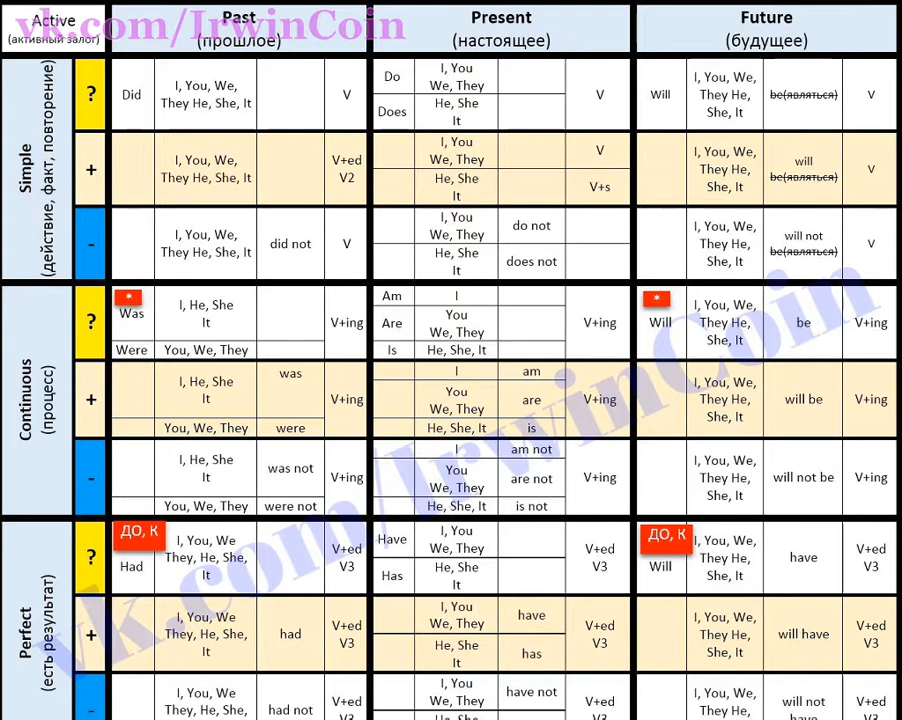 vk.com/IrwinCoin
Active
(активный залог)
Past
(прошлое)
Present
(настоящее)
Future
(будущее)
Simple
(действие, факт, повторение)
?
Did
I, You, We,
They He, She, It
V
Do
I, You
We, They
Does
He, She
It
V
Will
I, You, We,
They He,
She, It
be(являться)
V
+
I, You, We,
They He, She, It
V+ed
V2
I, You
We, They
V
He, She
It
V+s
I, You, We,
They He,
She, It
will
be(являться)
V
-
I, You, We,
They He, She, It
did not
V
I, You
We, They
do not
He, She
It
does not
I, You, We,
They He,
She, It
will not
be(являться)
V
Continuous
(процесс)
?
*
Was
I, He, She
It
Were
You, We, They
V+ing
Am
I
Are
You
We, They
Is
He, She, It
V+ing
*
Will
I, You, We,
They He,
She, It
be
V+ing
+
I, He, She
It
was
You, We, They
were
V+ing
I
am
You
We, They
are
He, She, It
is
V+ing
I, You, We,
They He,
She, It
will be
V+ing
-
I, He, She
It
was not
You, We, They
were not
V+ing
I
am not
You
We, They
are not
He, She, It
is not
V+ing
I, You, We,
They He,
She, It
will not be
V+ing
Perfect
(есть результат)
?
ДО, К
Had
I, You, We
They, He, She,
It
V+ed
V3
Have
I, You
We, They
Has
He, She
It
V+ed
V3
ДО, К
Will
I, You, We,
They He,
She, It
have
V+ed
V3
+
I, You, We
They, He, She,
It
had
V+ed
V3
I, You
We, They
have
He, She
It
has
V+ed
V3
I, You, We,
They He,
She, It
will have
V+ed
V3
-
I, You, We
They, He, She,
had not
V+ed
V3
I, You
We, They
have not
He, She
V+ed
V3
I, You, We,
They He,
will not
have
V+ed
V3
vk.com/IrwinCoin